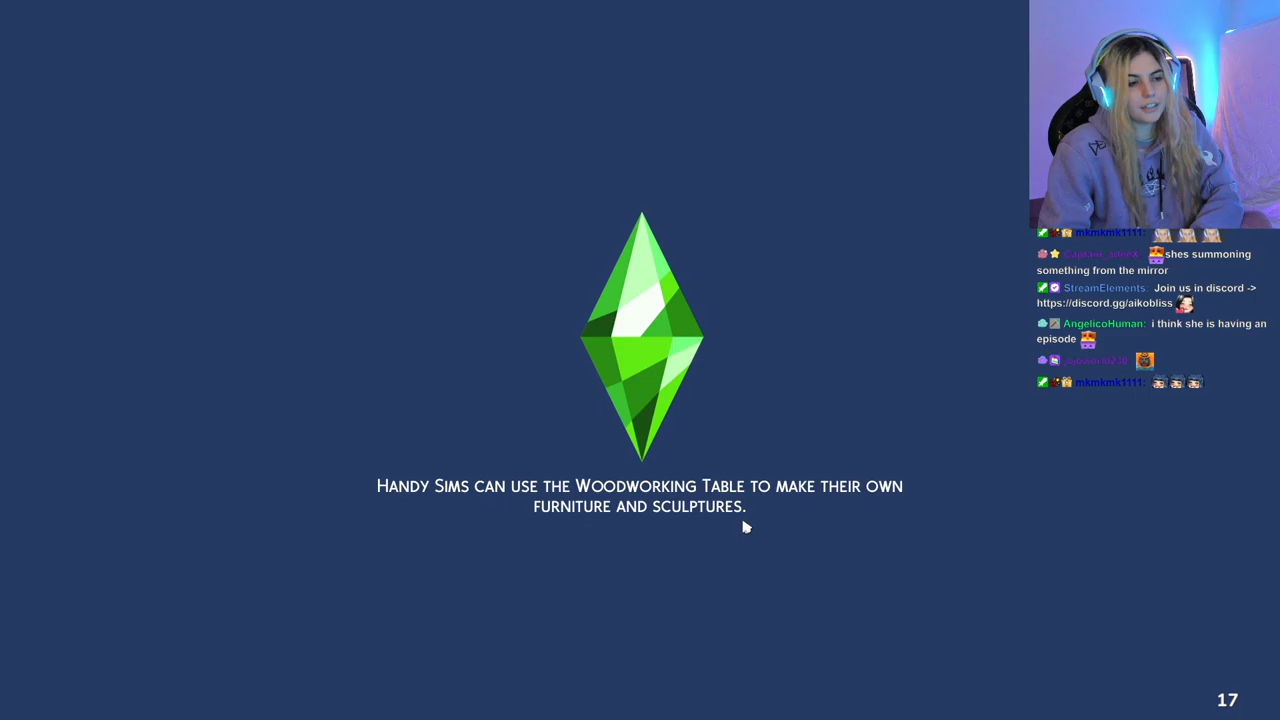 mkmkmk1111:
shes summoning
something from the mirror
StreamElements: Join us in discord ->
https://discord.gg/aikobliss
AngelicoHuman: i think she is having an
episode
mkmkmk1111:
HANDY SIMS CAN USE THE WOODWORKING TABLE TO MAKE THEIR OWN
FURNITURE AND SCULPTURES.
17